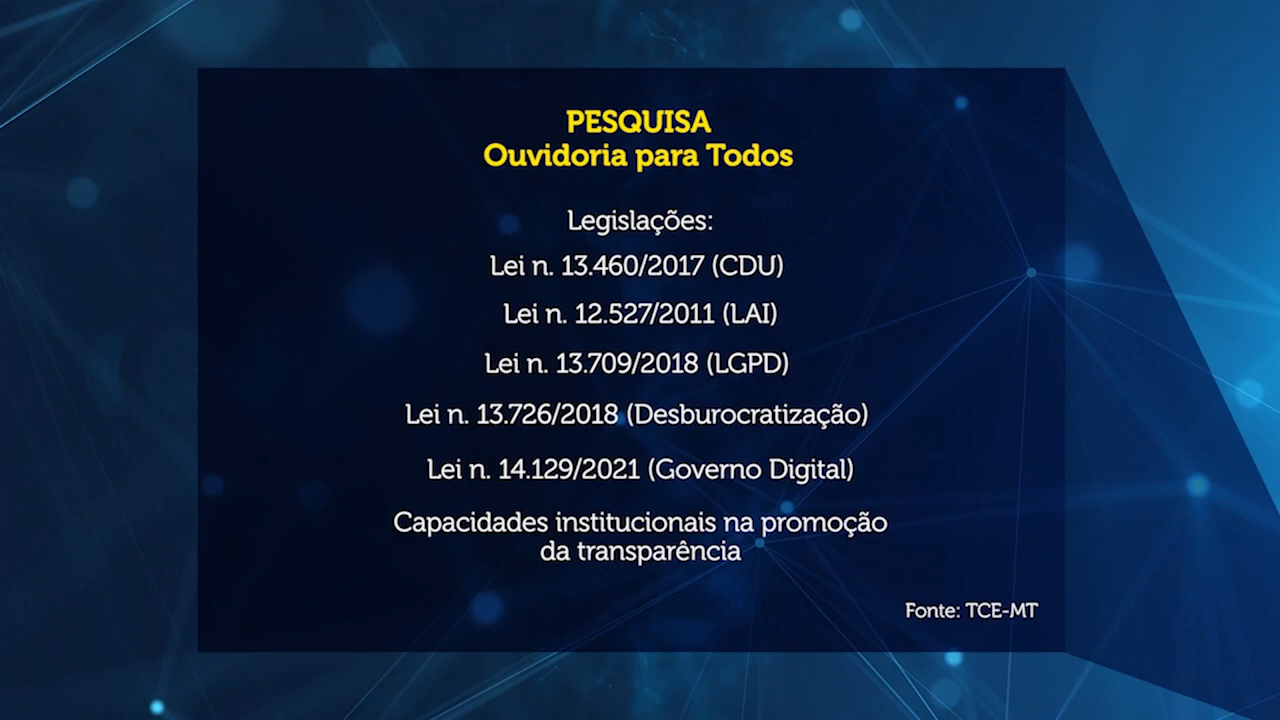 PESQUISA
Ouvidoria para Todos
Legislações:
Lei n. 13.460/2017 (CDU)
Lei n. 12.527/2011 (LAI)
Lei n. 13.709/2018 (LGPD)
Lei n. 13.726/2018 (Desburocratização)
Lei n. 14.129/2021 (Governo Digital)
Capacidades institucionais na promoção
da transparência
Fonte: TCE-MT